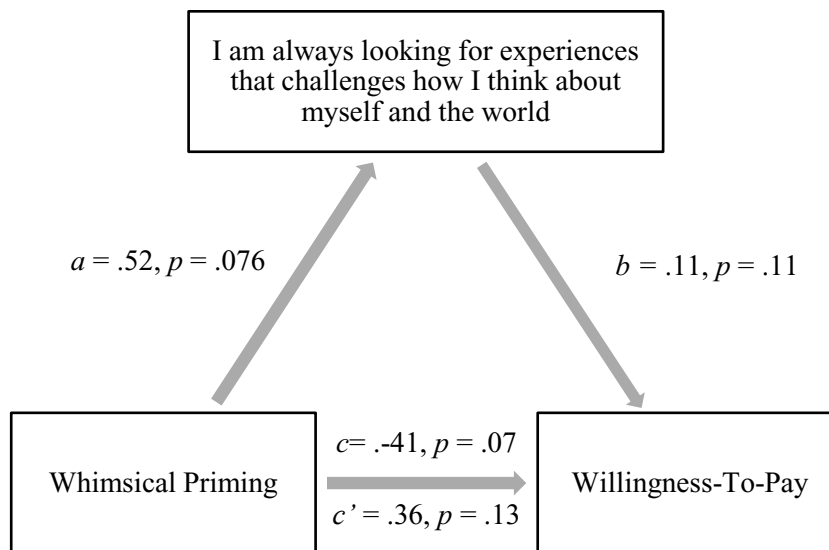 I am always looking for experiences
that challenges how I think about
myself and the world
a = .52, p = .076
b = .11, p = .11
Whimsical Priming
c= .-41, p = .07
c’ = .36, p = .13
Willingness-To-Pay